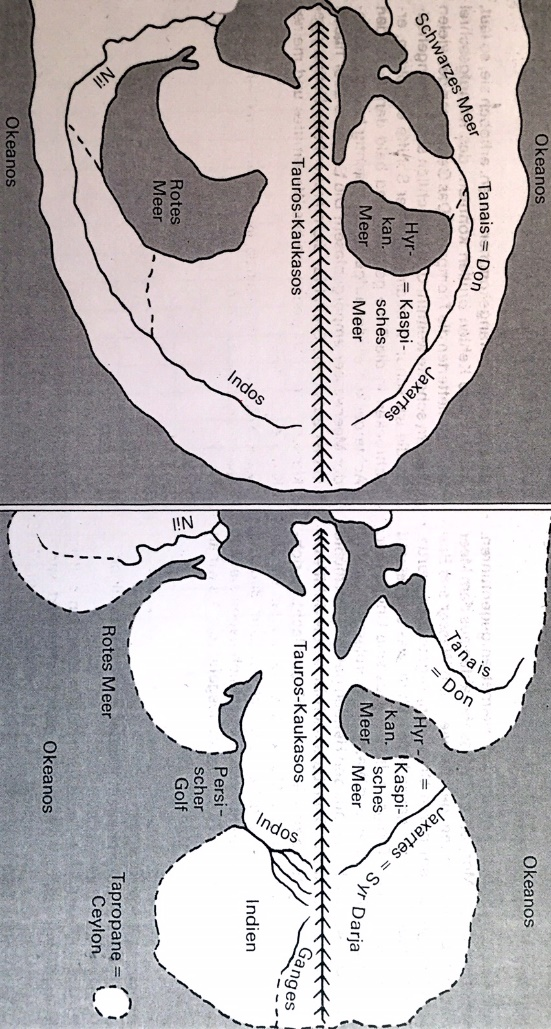 Okeanos
Schwarzes Meer
Tanais = Don
Hyr-
kan.
Meer
= Kaspi-
sches
Meer
Jaxartes
Tauros-Kaukasos
Nil
Rotes
Meer
Indos
Okeanos
Okeanos
Tanais
= Don
Hyr-
kan.
Meer
=
Kaspi-
sches
Meer
Jaxartes = Syr Darja
Tauros-Kaukasos
Nil
Rotes Meer
Persi-
scher
Golf
Indos
Indien
Ganges
Okeanos
Tapropane =
Ceylon